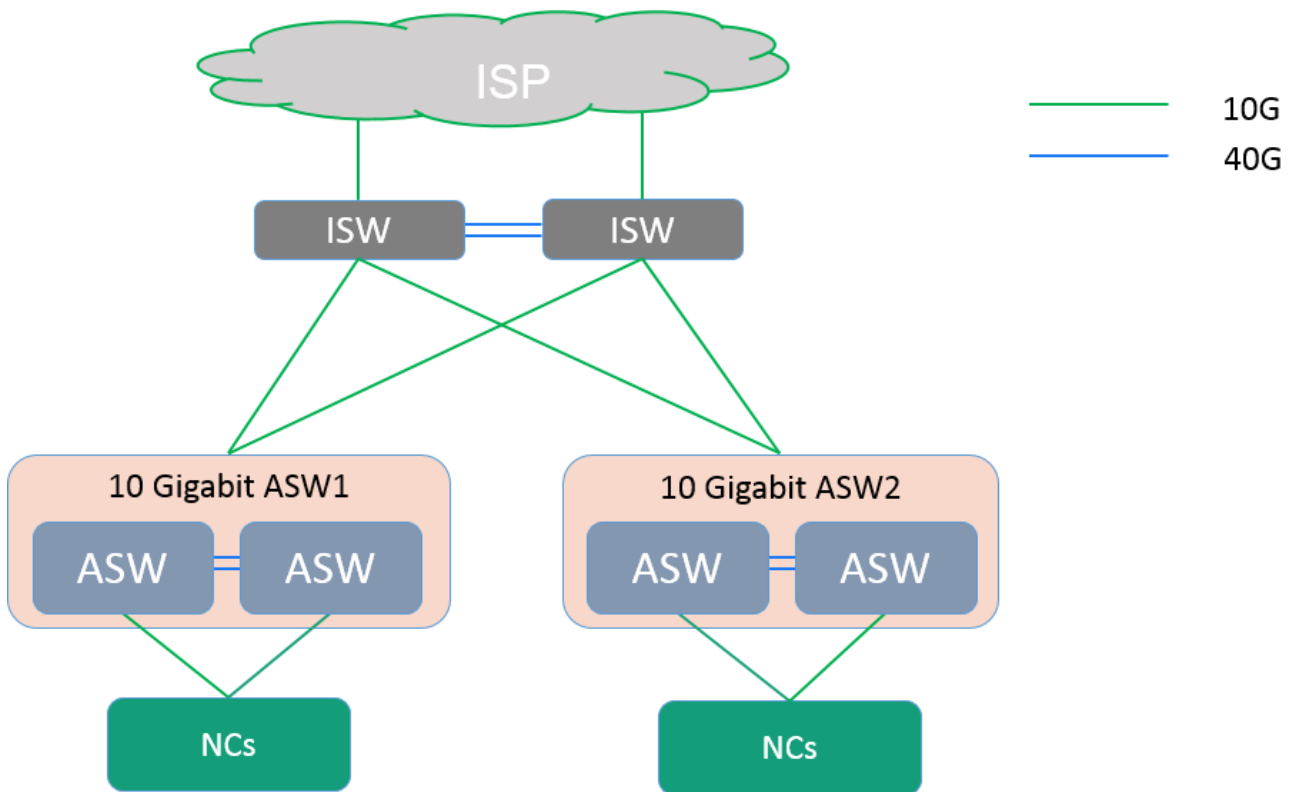 ISP
10G
40G
ISW
ISW
10 Gigabit ASW1
10 Gigabit ASW2
ASW
ASW
ASW
ASW
NCs
NCs